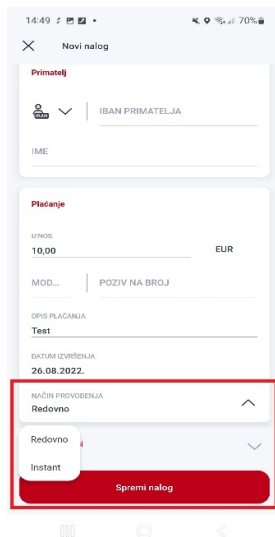 14:49
70%
Novi nalog
Primatelj
IBAN
IBAN PRIMATELJA
IME
Plaćanje
IZNOS
10,00 EUR
MOD... POZIV NA BROJ
OPIS PLAĆANJA
Test
DATUM IZVRŠENJA
26.08.2022.
NAČIN PROVOĐENJA
Redovno
Redovno
Instant
Spremi nalog